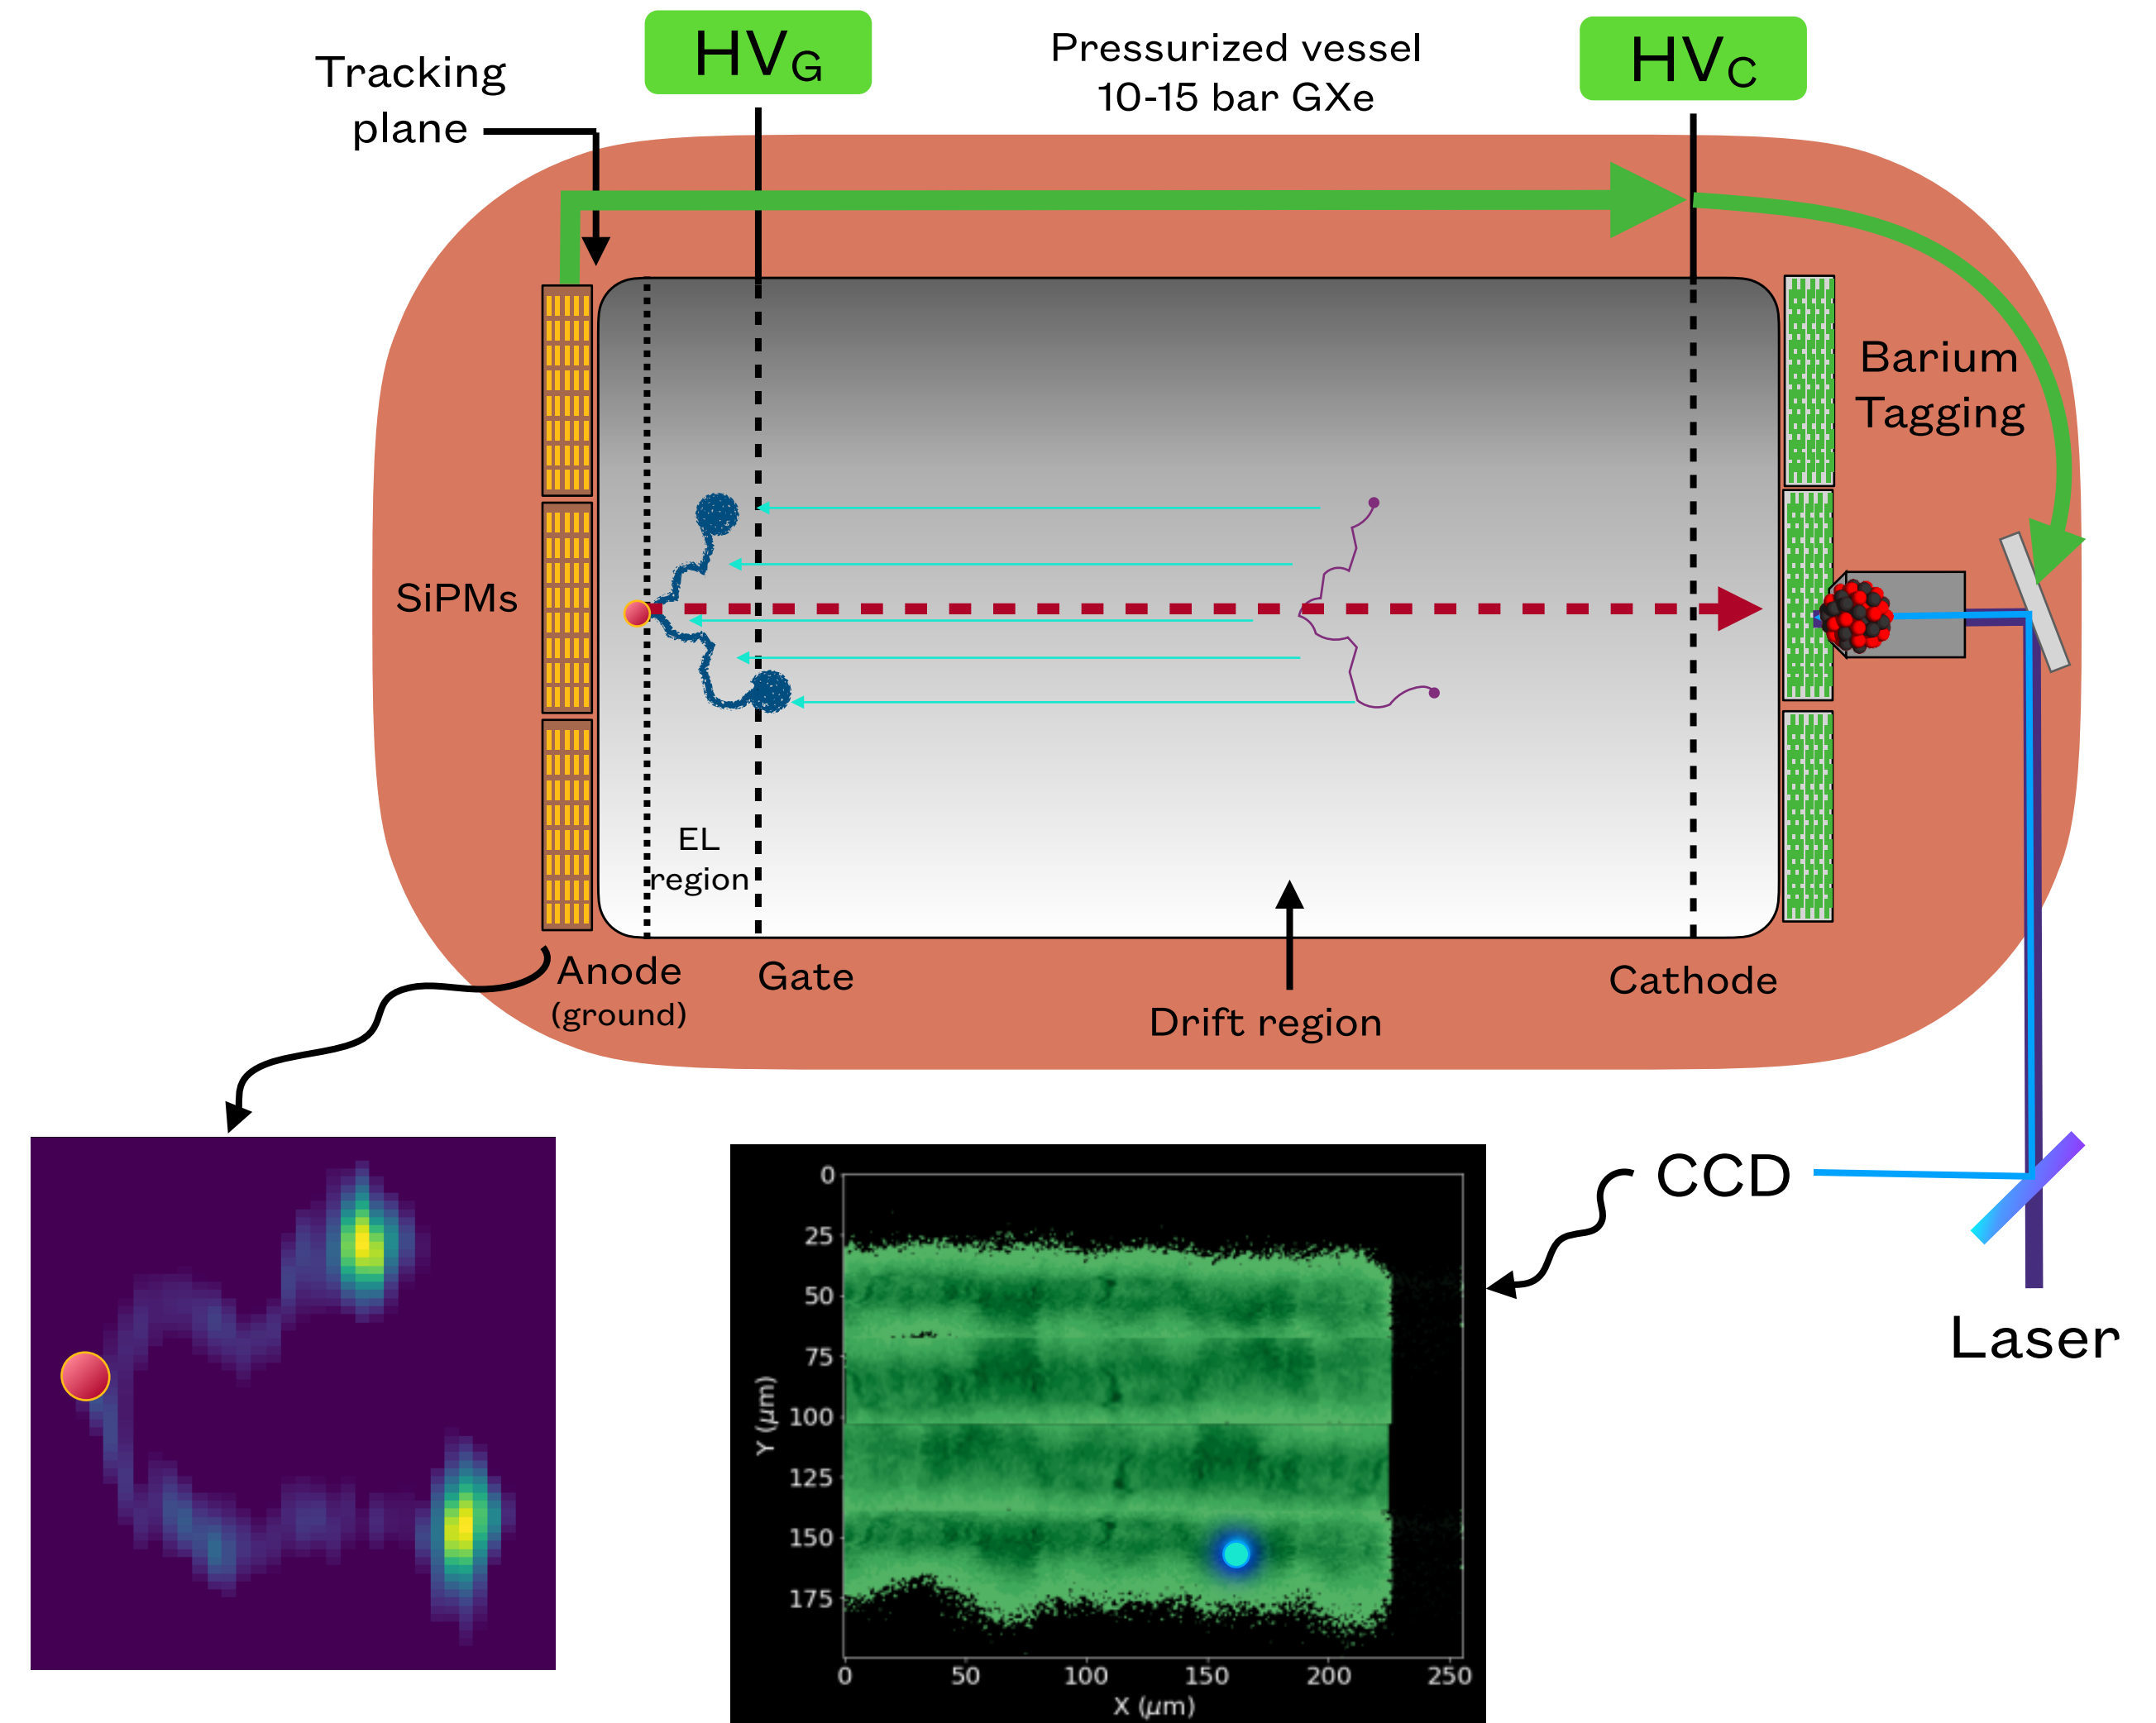 HVG
Pressurized vessel
10-15 bar GXe
HVC
Tracking
plane
Barium
Tagging
SiPMs
EL
region
Anode
(ground)
Gate
Cathode
Drift region
CCD
Laser
0
25
50
75
100
125
150
175
Y (μm)
0
50
100
150
200
250
X (μm)